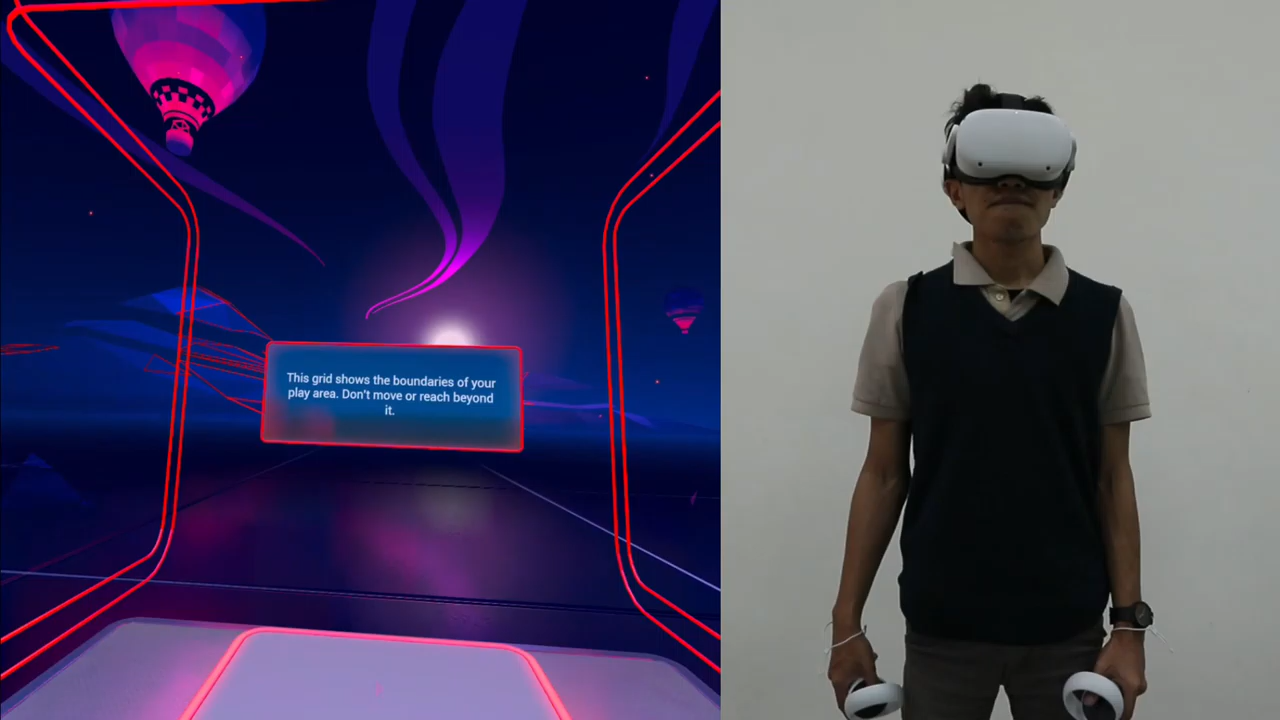 This grid shows the boundaries of your
play area. Don't move or reach beyond
it.